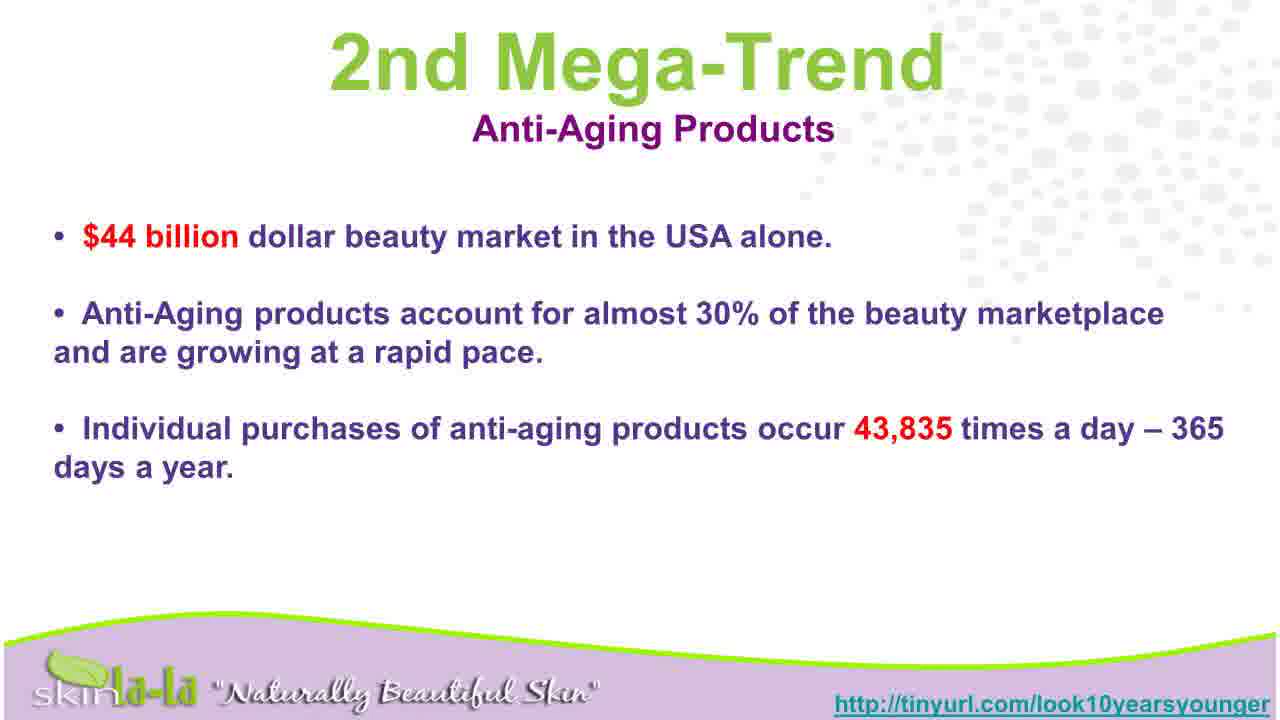 2nd Mega-Trend
Anti-Aging Products
• $44 billion dollar beauty market in the USA alone.
• Anti-Aging products account for almost 30% of the beauty marketplace
and are growing at a rapid pace.
• Individual purchases of anti-aging products occur 43,835 times a day – 365
days a year.
skin la-la "Naturally Beautiful Skin"
http://tinyurl.com/look10yearsyounger